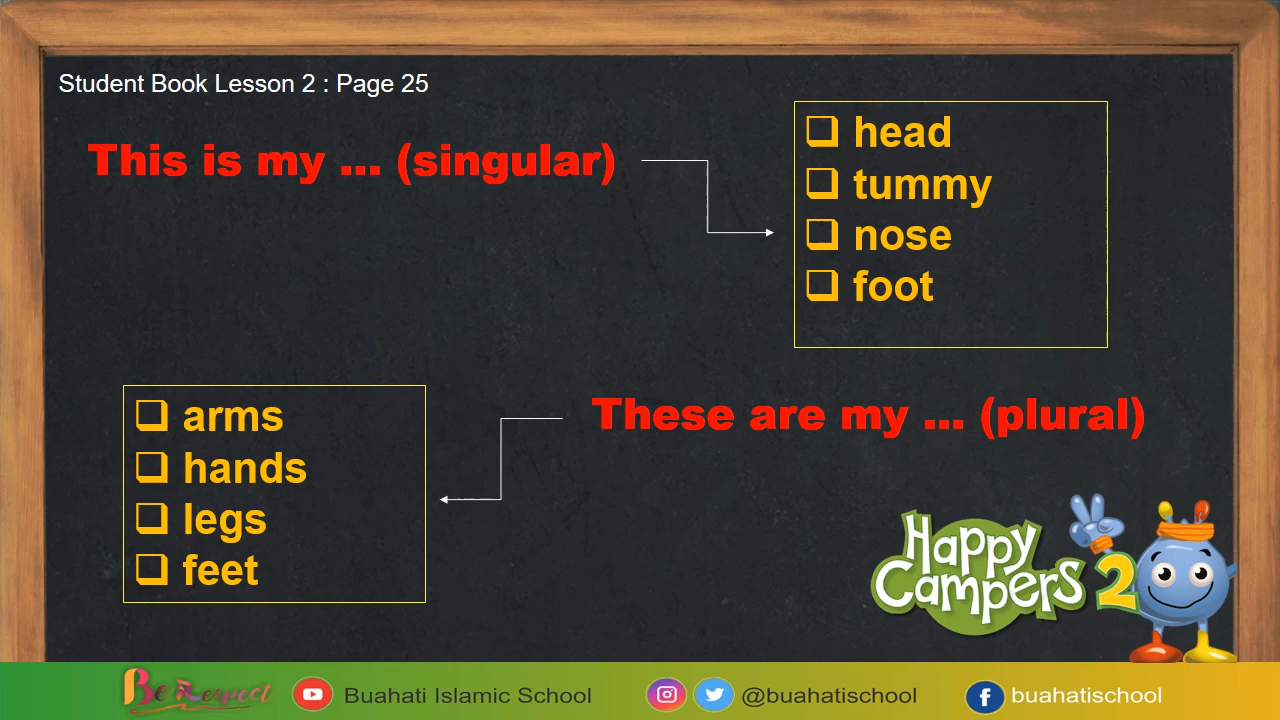 Student Book Lesson 2 : Page 25
This is my ... (singular)
head
tummy
nose
foot
These are my ... (plural)
arms
hands
legs
feet
Happy
Campers 2
Be Respect
Buahati Islamic School
@buahatischool
buahatischool